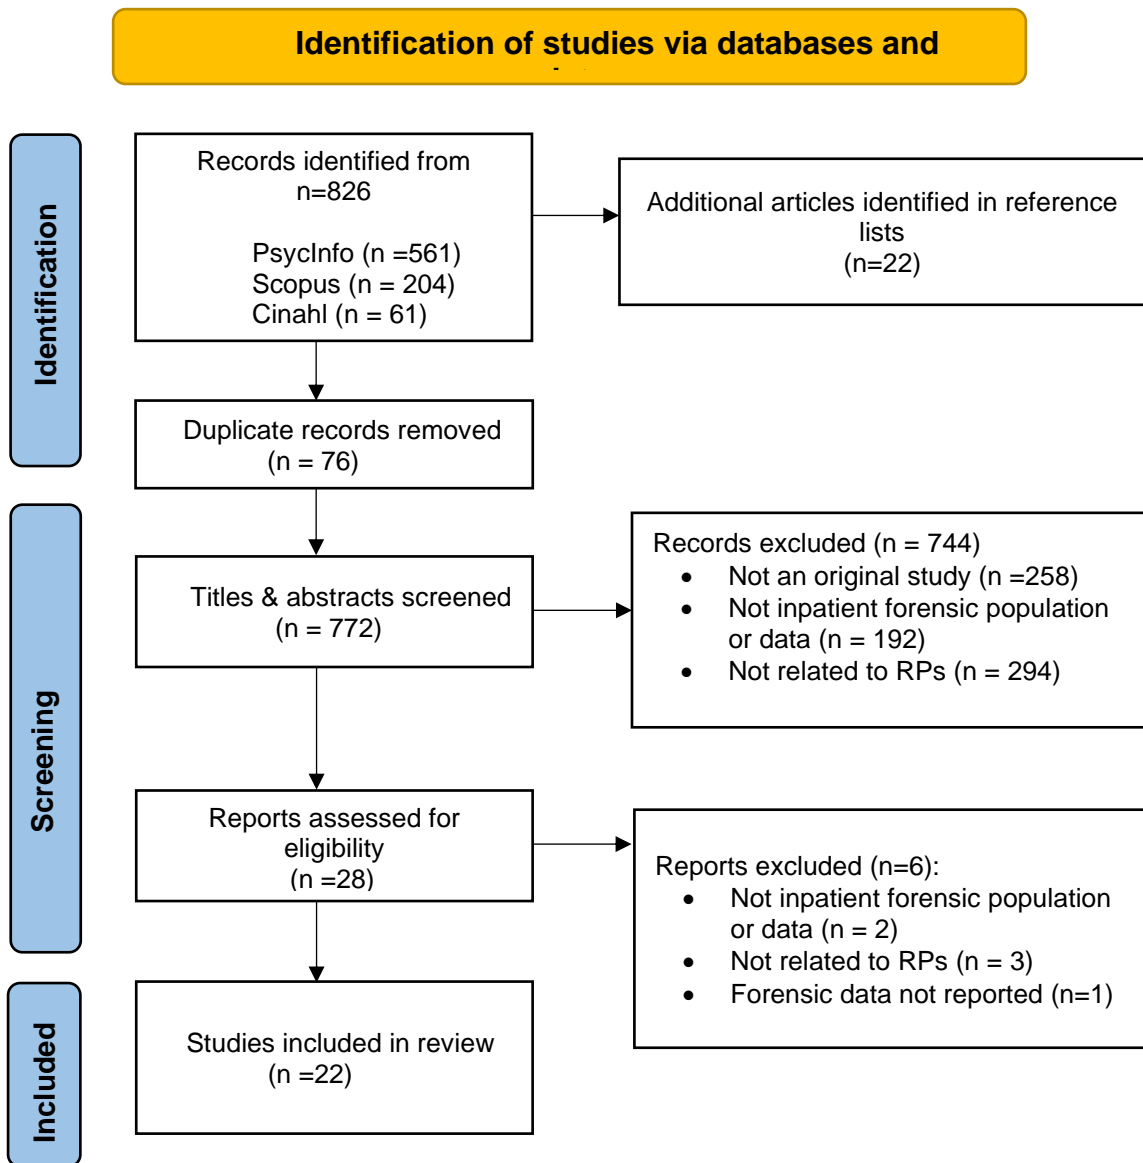 Identification of studies via databases and
Identification
Records identified from
n=826
PsycInfo (n =561)
Scopus (n = 204)
Cinahl (n = 61)
Additional articles identified in reference
lists
(n=22)
Duplicate records removed
(n = 76)
Screening
Titles & abstracts screened
(n = 772)
Records excluded (n = 744)
• Not an original study (n =258)
• Not inpatient forensic population
or data (n = 192)
• Not related to RPs (n = 294)
Reports assessed for
eligibility
(n =28)
Reports excluded (n=6):
• Not inpatient forensic population
or data (n = 2)
• Not related to RPs (n = 3)
• Forensic data not reported (n=1)
Included
Studies included in review
(n =22)